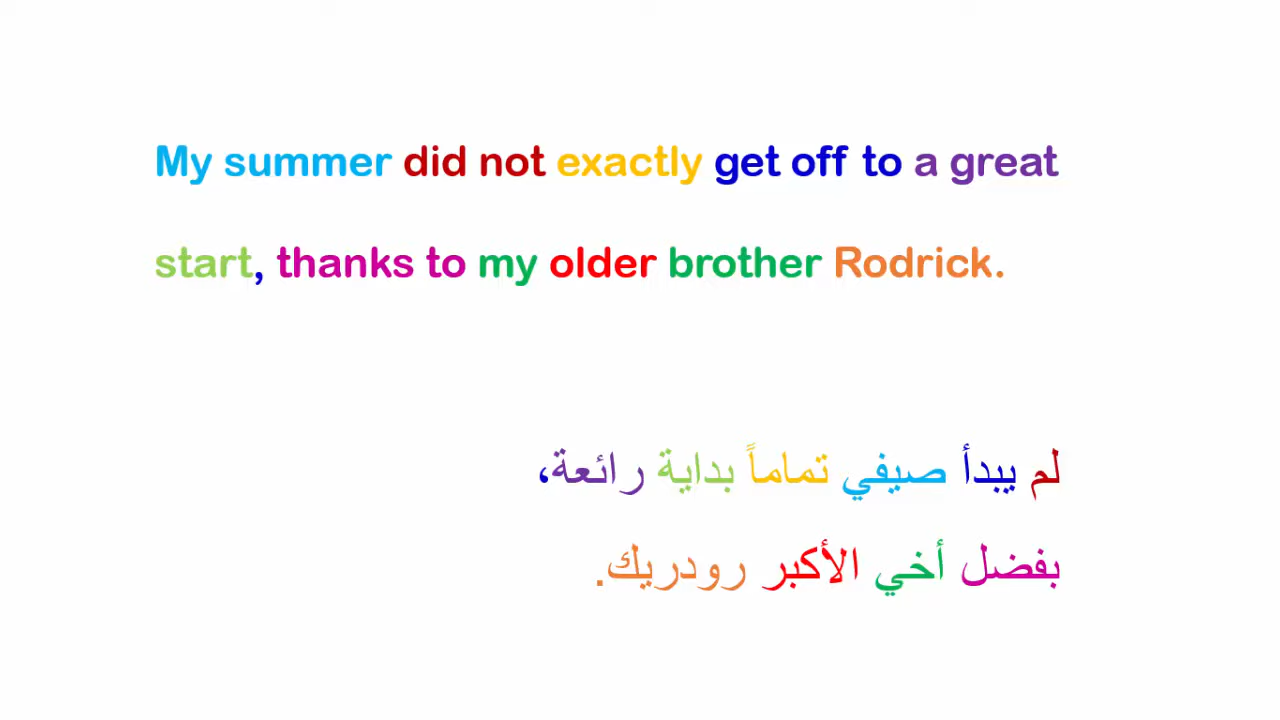 My summer did not exactly get off to a great
start, thanks to my older brother Rodrick.
لم يبدأ صيفي تماماً بداية رائعة،
بفضل أخي الأكبر رودريك.